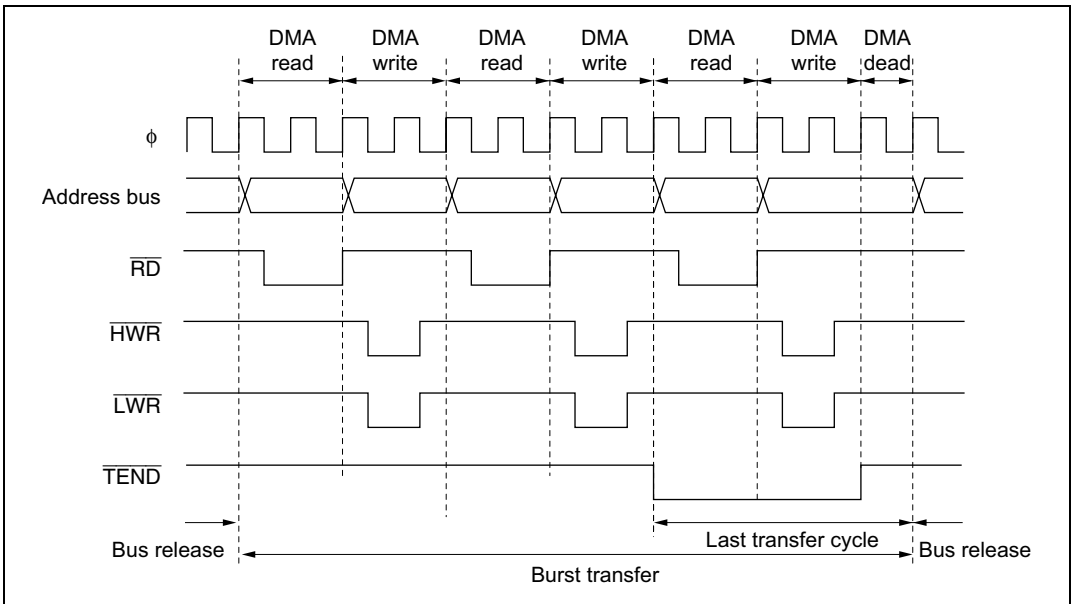 DMA read
DMA write
DMA read
DMA write
DMA read
DMA write
DMA dead
φ
Address bus
RD
HWR
LWR
TEND
Bus release
Last transfer cycle
Bus release
Burst transfer